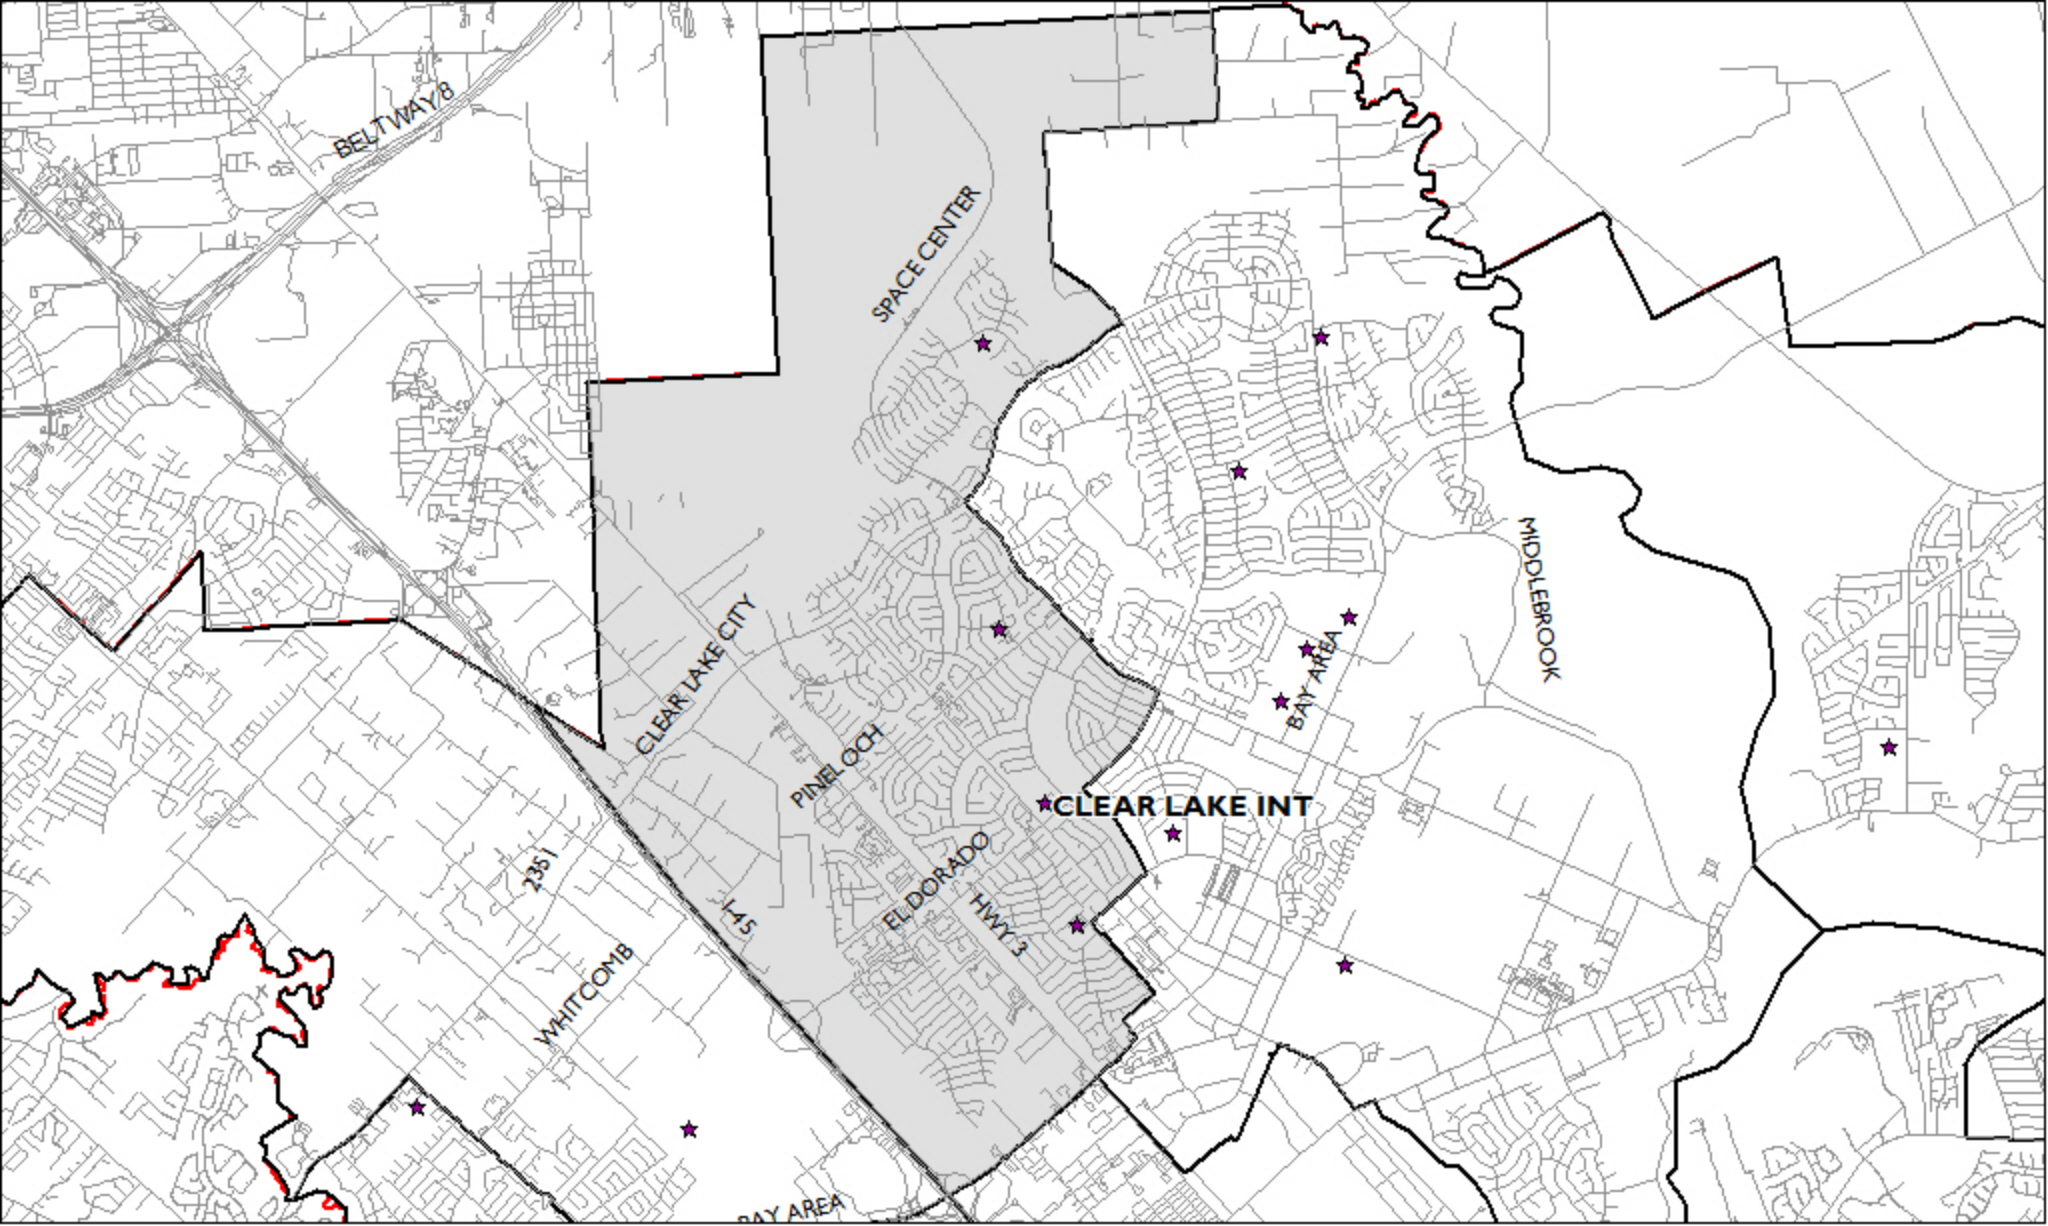 BELTWAY 8
SPACE CENTER
MIDDLEBROOK
CLEAR LAKE CITY
BAY AREA
PINELOCH
CLEAR LAKE INT
EL DORADO
2351
I-45
HWY 3
WHITCOMB
BAY AREA